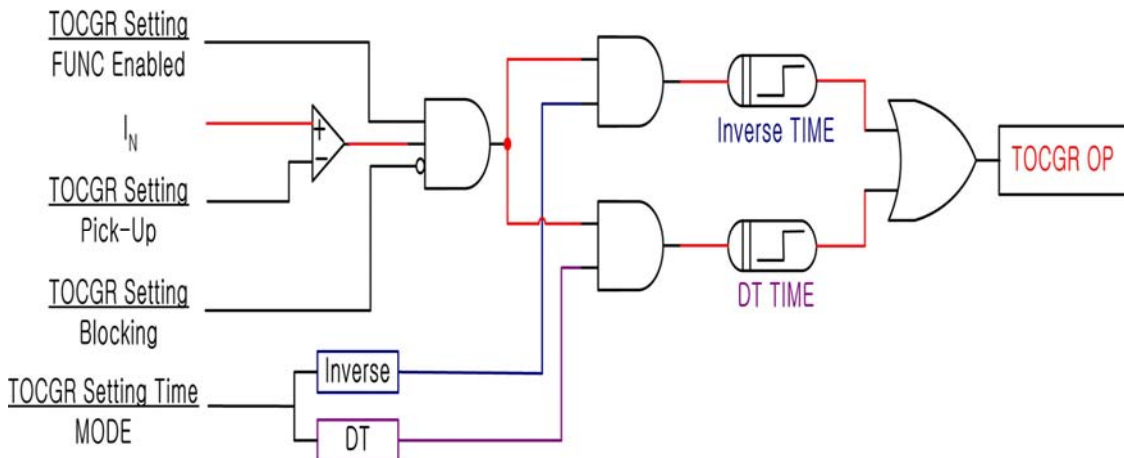 TOCGR Setting
FUNC Enabled
I_N
+
−
TOCGR Setting
Pick-Up
TOCGR Setting
Blocking
TOCGR Setting Time
MODE
Inverse
DT
Inverse TIME
DT TIME
TOCGR OP